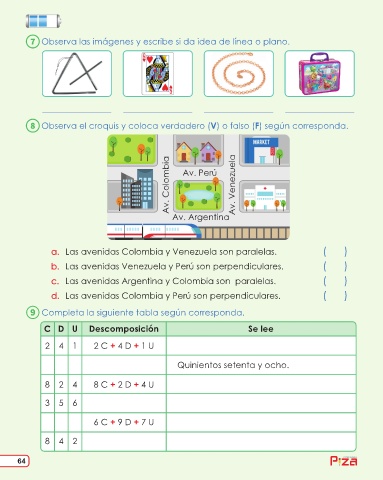 7 Observa las imágenes y escribe si da idea de línea o plano.
8 Observa el croquis y coloca verdadero (V) o falso (F) según corresponda.
MARKET
Av. Colombia
Av. Perú
Av. Venezuela
Av. Argentina
a. Las avenidas Colombia y Venezuela son paralelas. ( )
b. Las avenidas Venezuela y Perú son perpendiculares. ( )
c. Las avenidas Argentina y Colombia son paralelas. ( )
d. Las avenidas Colombia y Perú son perpendiculares. ( )
9 Completa la siguiente tabla según corresponda.
C D U Descomposición Se lee
2 4 1 2 C + 4 D + 1 U
Quinientos setenta y ocho.
8 2 4 8 C + 2 D + 4 U
3 5 6
6 C + 9 D + 7 U
8 4 2
64